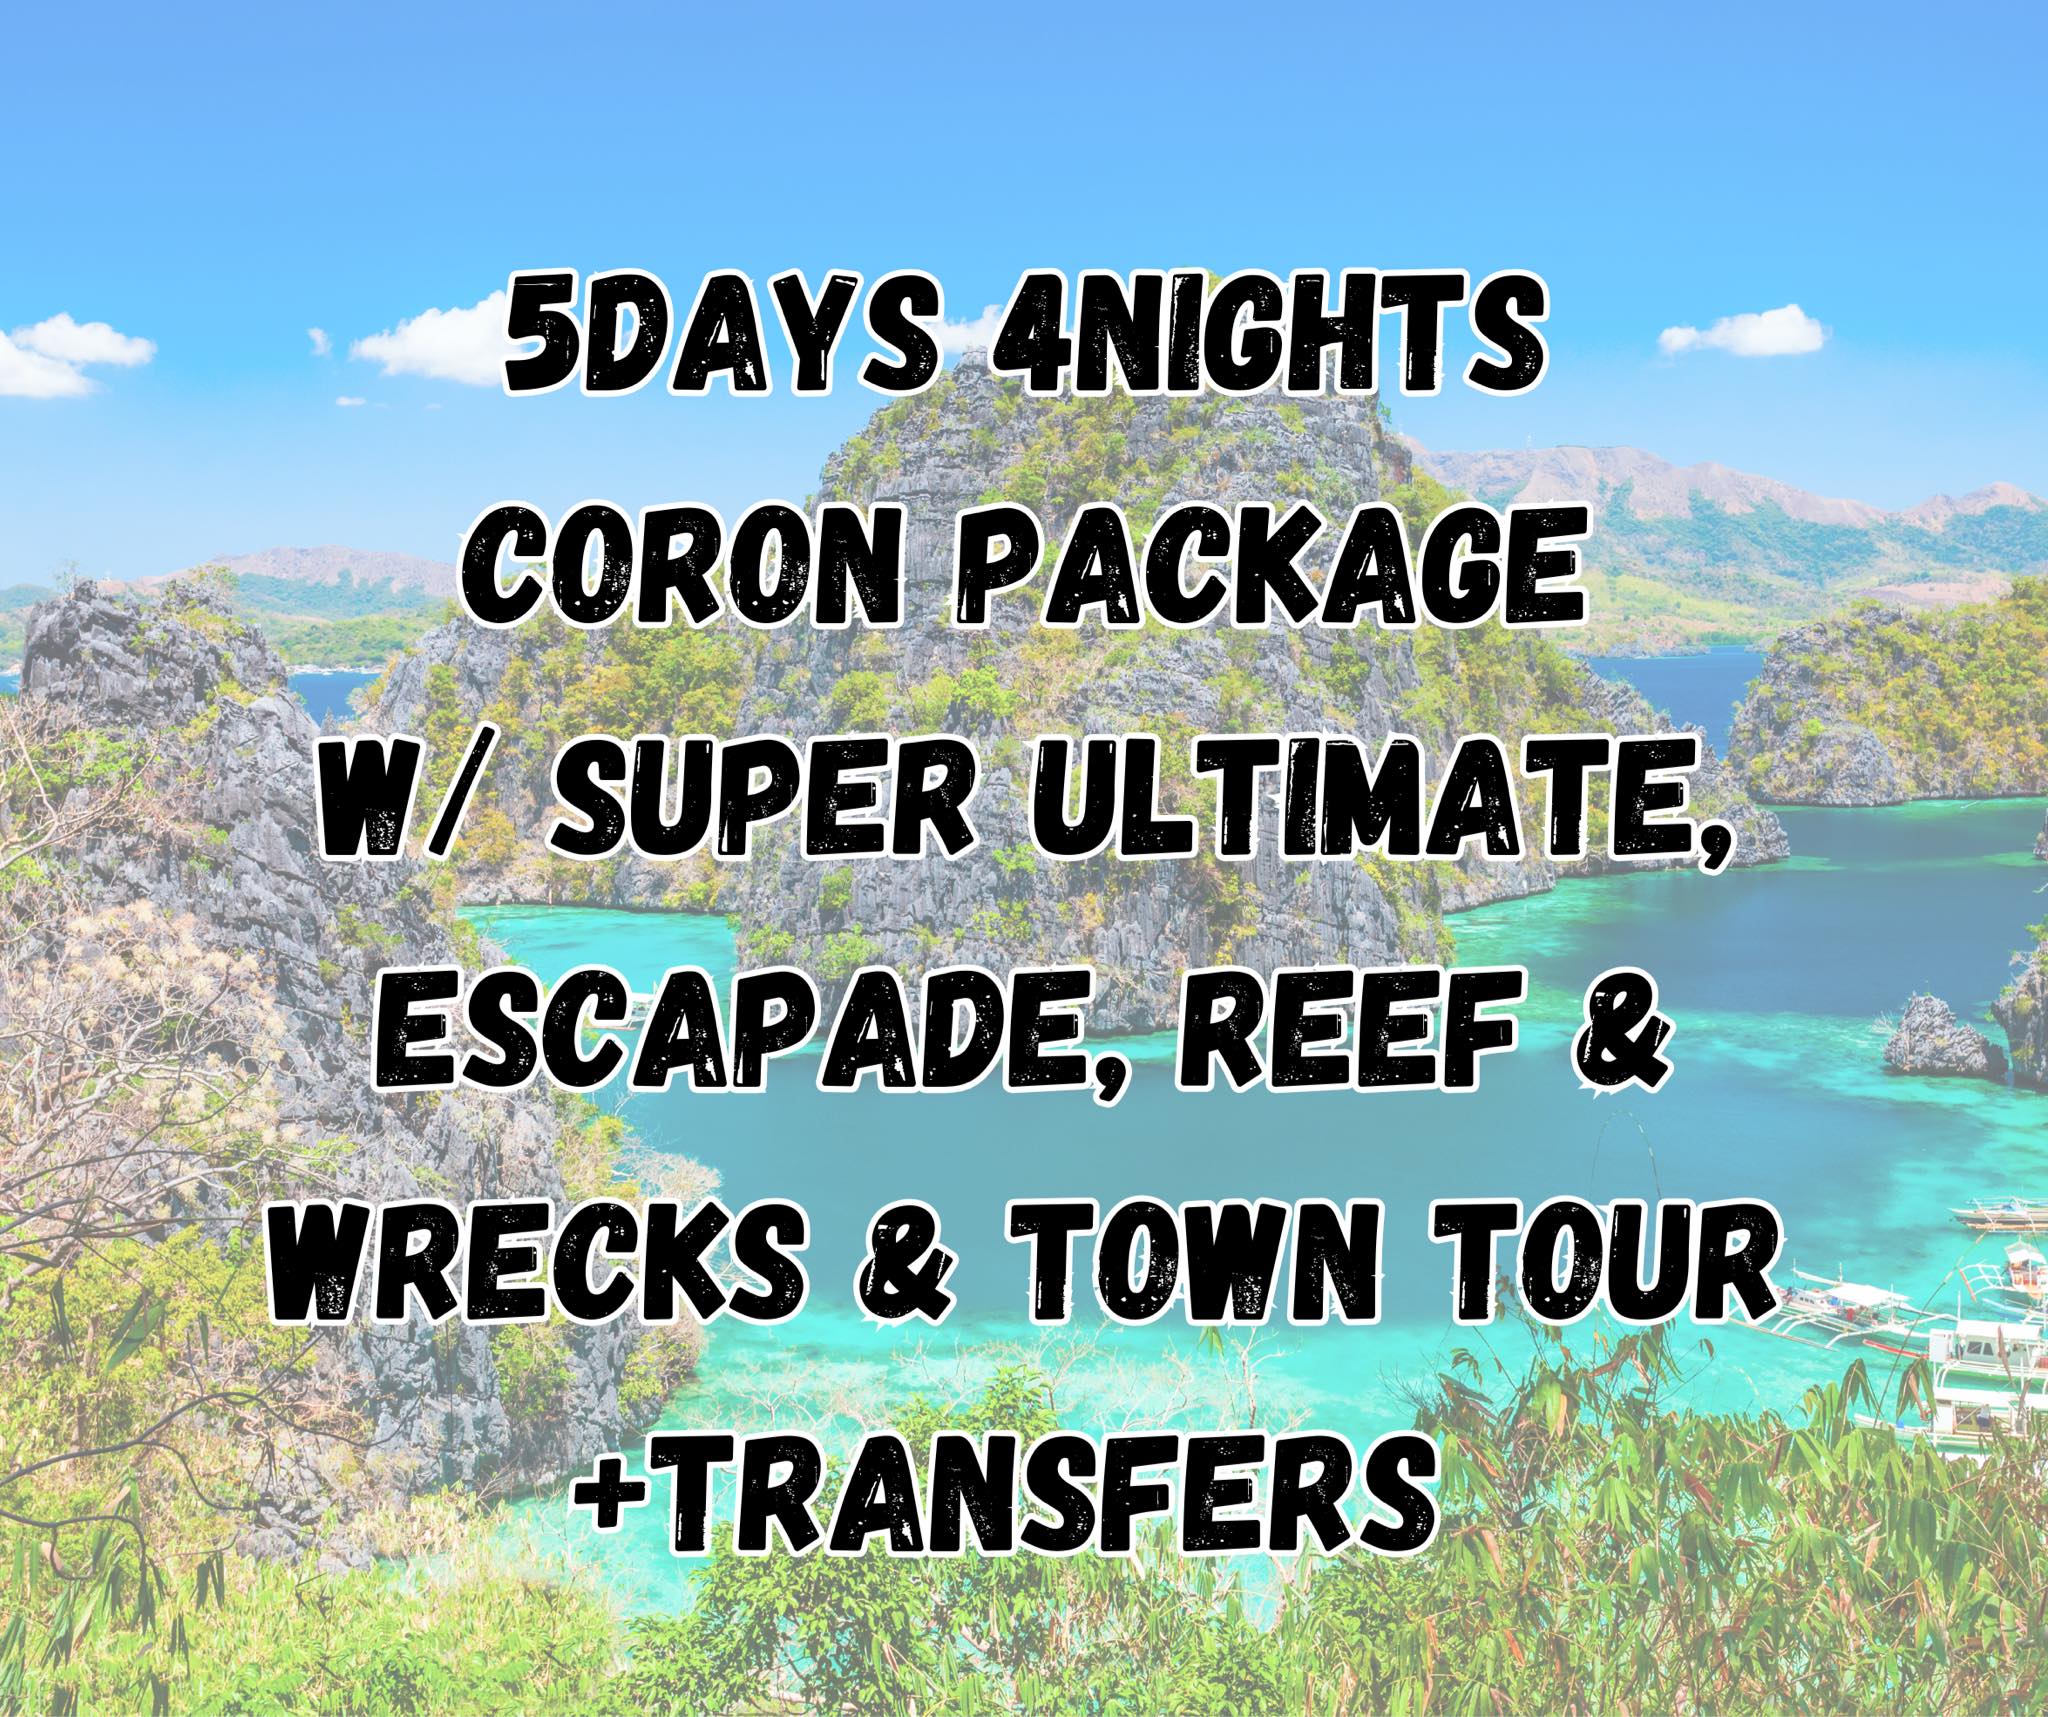 5DAYS 4NIGHTS
CORON PACKAGE
W/ SUPER ULTIMATE,
ESCAPADE, REEF &
WRECKS & TOWN TOUR
+TRANSFERS